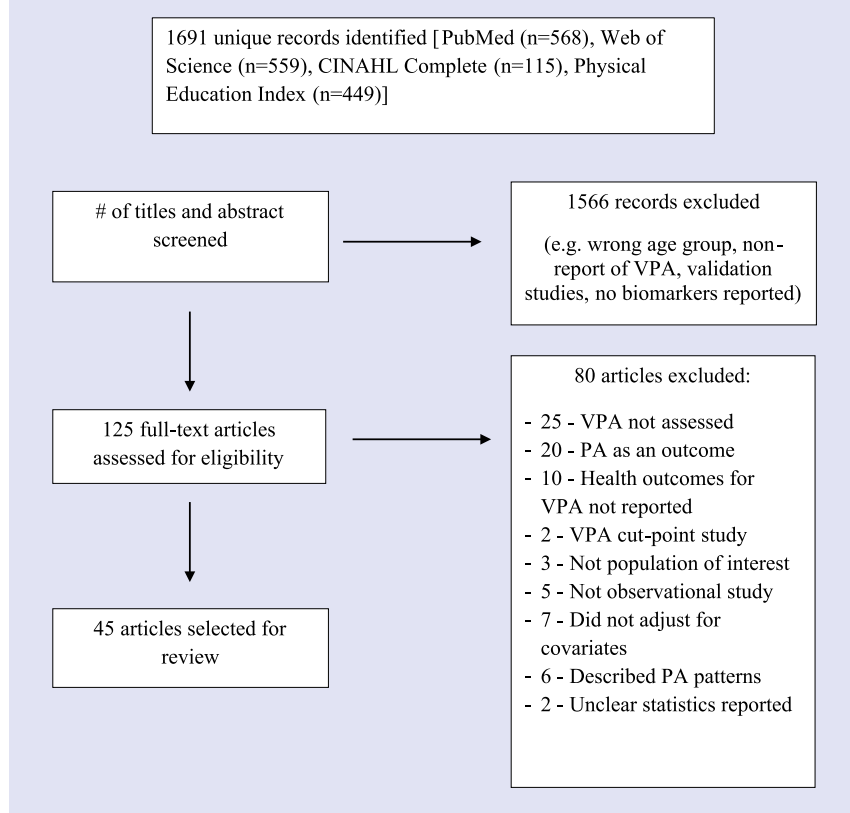 1691 unique records identified [PubMed (n=568), Web of
Science (n=559), CINAHL Complete (n=115), Physical
Education Index (n=449)]
# of titles and abstract
screened
1566 records excluded
(e.g. wrong age group, non-
report of VPA, validation
studies, no biomarkers reported)
125 full-text articles
assessed for eligibility
80 articles excluded:
- 25 - VPA not assessed
- 20 - PA as an outcome
- 10 - Health outcomes for
VPA not reported
- 2 - VPA cut-point study
- 3 - Not population of interest
- 5 - Not observational study
- 7 - Did not adjust for
covariates
- 6 - Described PA patterns
- 2 - Unclear statistics reported
45 articles selected for
review